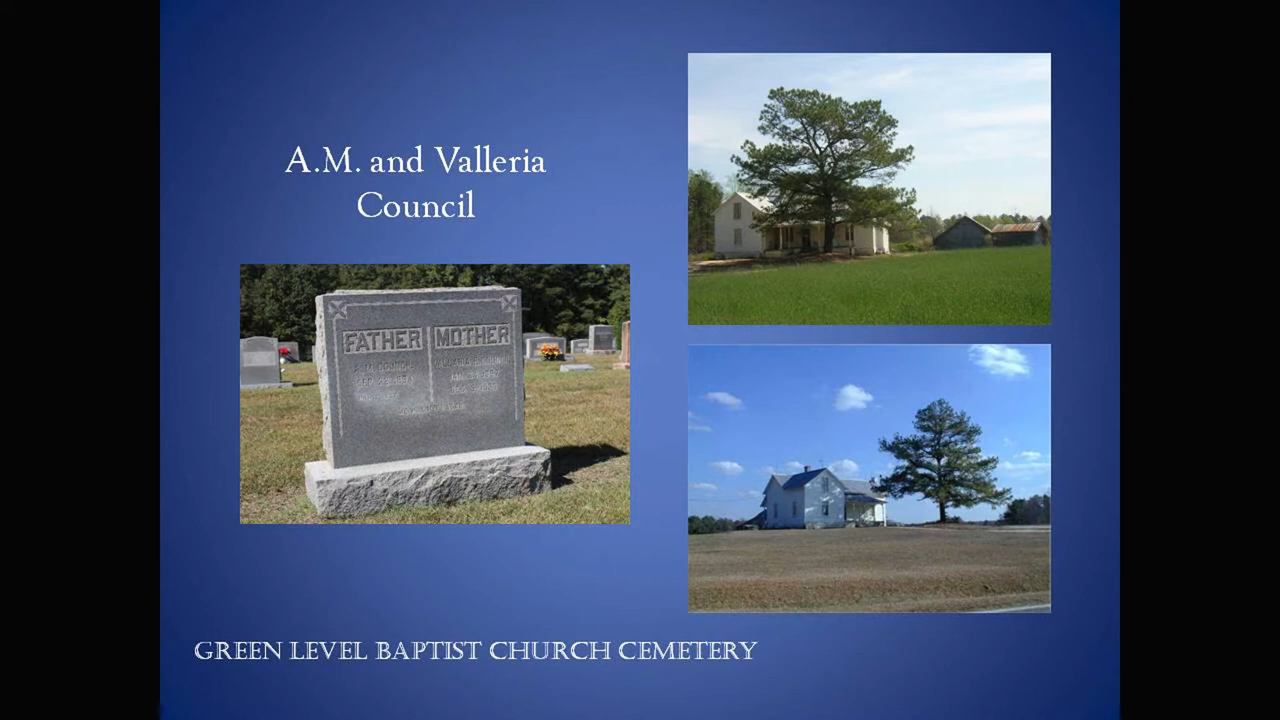 A.M. and Valleria
Council
FATHER MOTHER
GREEN LEVEL BAPTIST CHURCH CEMETERY